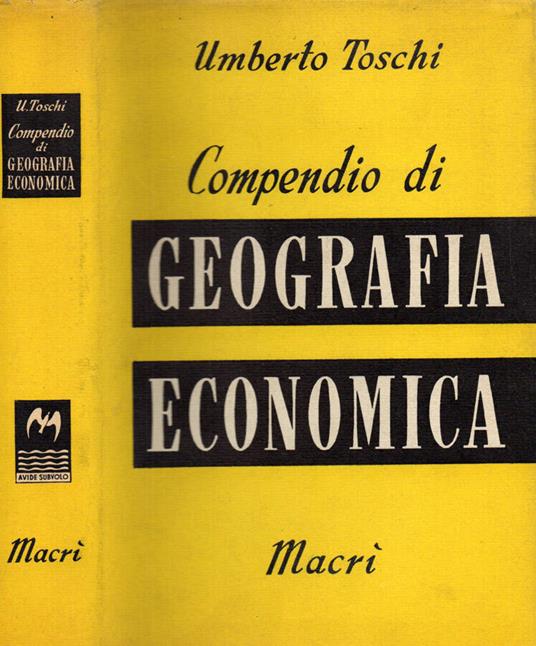 U. Toschi
Compendio
di
GEOGRAFIA
ECONOMICA
AVIDE SUBVOLO
Macrì
Umberto Toschi
Compendio di
GEOGRAFIA
ECONOMICA
Macrì